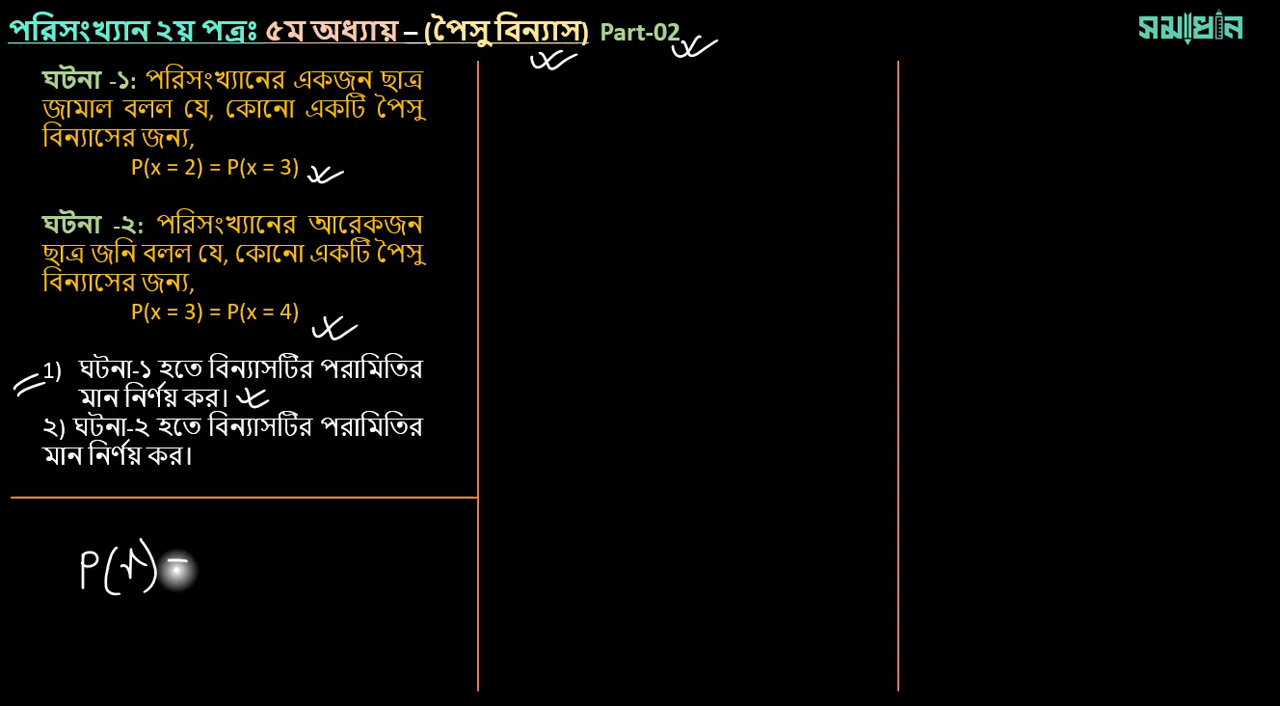 পরিসংখ্যান ২য় পত্রঃ ৫ম অধ্যায় – (পৈসু বিন্যাস) Part-02
সমাধান
ঘটনা -১: পরিসংখ্যানের একজন ছাত্র
জামাল বলল যে, কোনো একটি পৈসু
বিন্যাসের জন্য,
P(x = 2) = P(x = 3)
ঘটনা -২: পরিসংখ্যানের আরেকজন
ছাত্র জনি বলল যে, কোনো একটি পৈসু
বিন্যাসের জন্য,
P(x = 3) = P(x = 4)
1) ঘটনা-১ হতে বিন্যাসটির পরামিতির
মান নির্ণয় কর।
২) ঘটনা-২ হতে বিন্যাসটির পরামিতির
মান নির্ণয় কর।
P(x) =